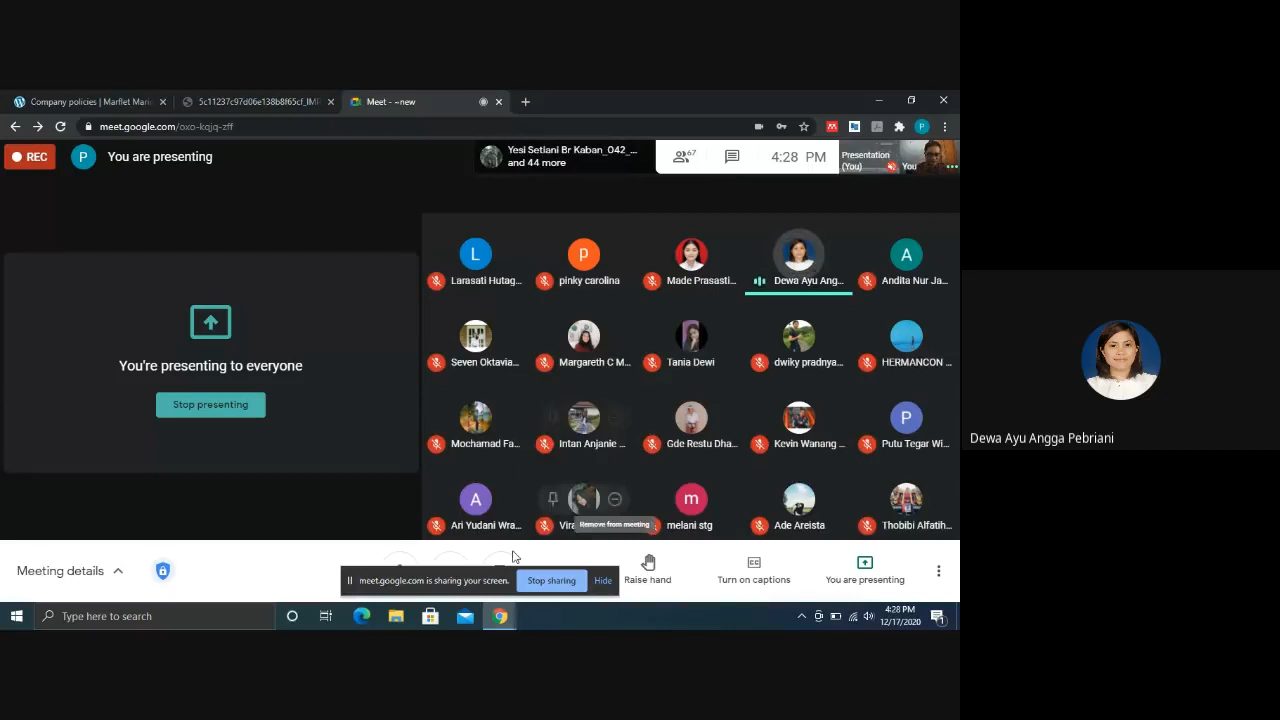 Company policies | Marflet Mari
5c11237c97d06e138b8f65cf_IMF
Meet - ~new
meet.google.com/oxo-kqjq-zff
P
REC
P
You are presenting
Yesi Setiani Br Kaban_042_...
and 44 more
67
4:28 PM
Presentation
(You)
You
L
Larasati Hutag...
p
pinky carolina
Made Prasasti...
Dewa Ayu Ang...
A
Andita Nur Ja...
You're presenting to everyone
Stop presenting
Seven Oktavia...
Margareth C M...
Tania Dewi
dwiky pradnya...
HERMANCON ...
Mochamad Fa...
Intan Anjanie ...
Gde Restu Dha...
Kevin Wanang ...
P
Putu Tegar Wi...
A
Ari Yudani Wra...
Vira
Remove from meeting
m
melani stg
Ade Areista
Thobibi Alfatih...
Dewa Ayu Angga Pebriani
Meeting details
meet.google.com is sharing your screen.
Stop sharing
Hide
Raise hand
Turn on captions
You are presenting
Type here to search
4:28 PM
12/17/2020
1